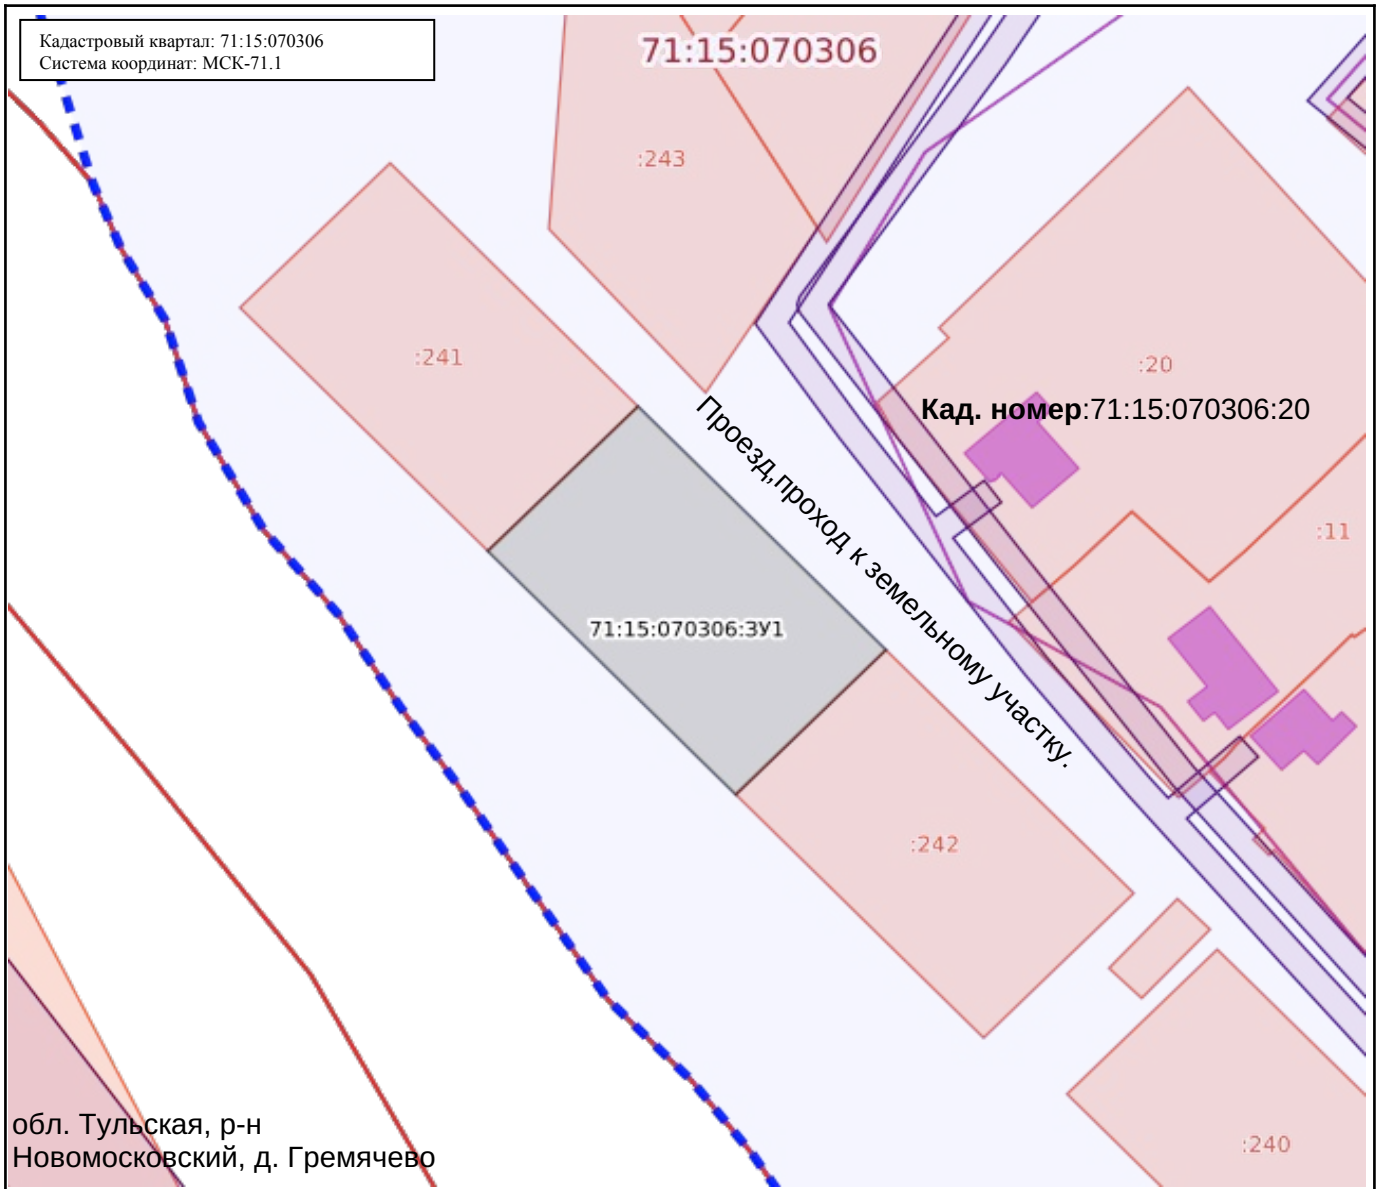 Кадастровый квартал: 71:15:070306
Система координат: МСК-71.1
71:15:070306
:243
:241
:20
Кад. номер:71:15:070306:20
Проезд,проход к земельному участку.
:11
71:15:070306:ЗУ1
:242
обл. Тульская, р-н
Новомосковский, д. Гремячево
:240